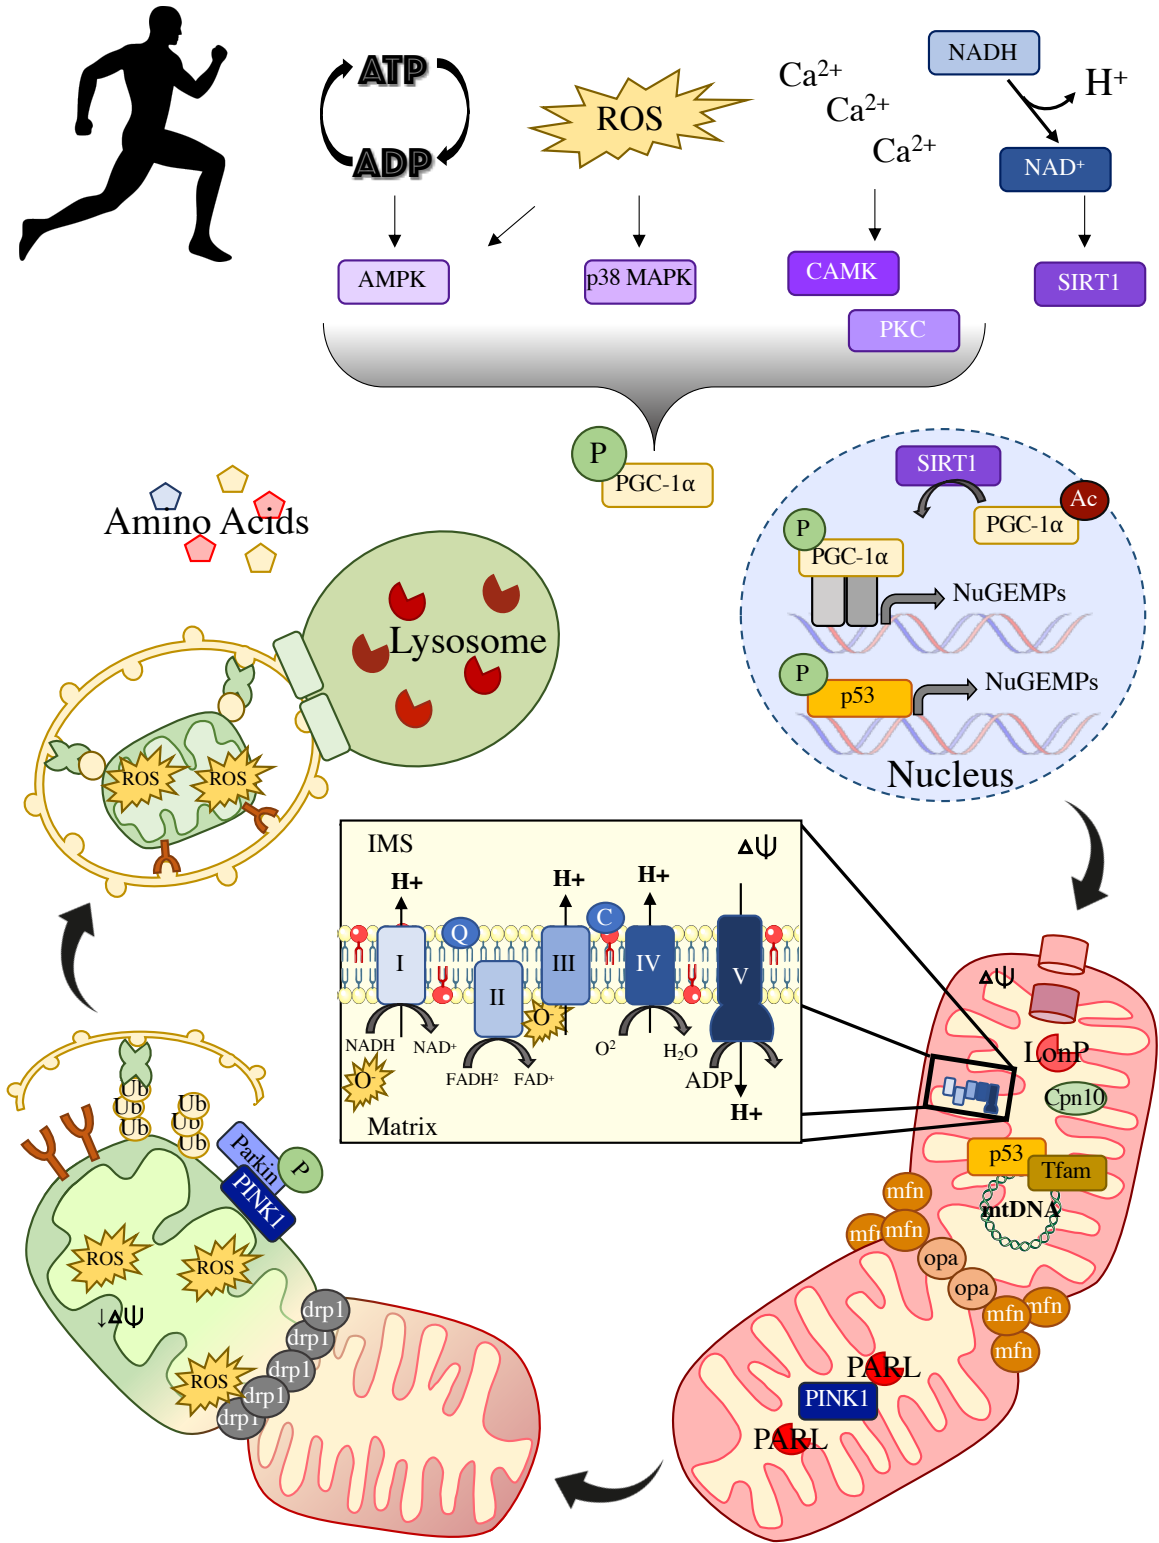 ATP
ADP
ROS
Ca²⁺
Ca²⁺
Ca²⁺
NADH
H⁺
NAD⁺
AMPK
p38 MAPK
CAMK
PKC
SIRT1
P
PGC-1α
Amino Acids
Lysosome
ROS
ROS
SIRT1
Ac
PGC-1α
P
PGC-1α
NuGEMPs
P
p53
NuGEMPs
Nucleus
IMS
ΔΨ
H+
H+
H+
Q
C
I
II
III
IV
V
O⁻
NADH
NAD⁺
O⁻
FADH²
FAD⁺
O²
H₂O
ADP
H+
Matrix
ΔΨ
LonP
Cpn10
p53
Tfam
mtDNA
mfn
mfn
mfn
opa
opa
mfn
mfn
mfn
PARL
PINK1
PARL
Ub
Ub
Ub
Ub
Ub
Ub
Parkin
P
PINK1
ROS
ROS
↓ΔΨ
ROS
drp1
drp1
drp1
drp1
drp1